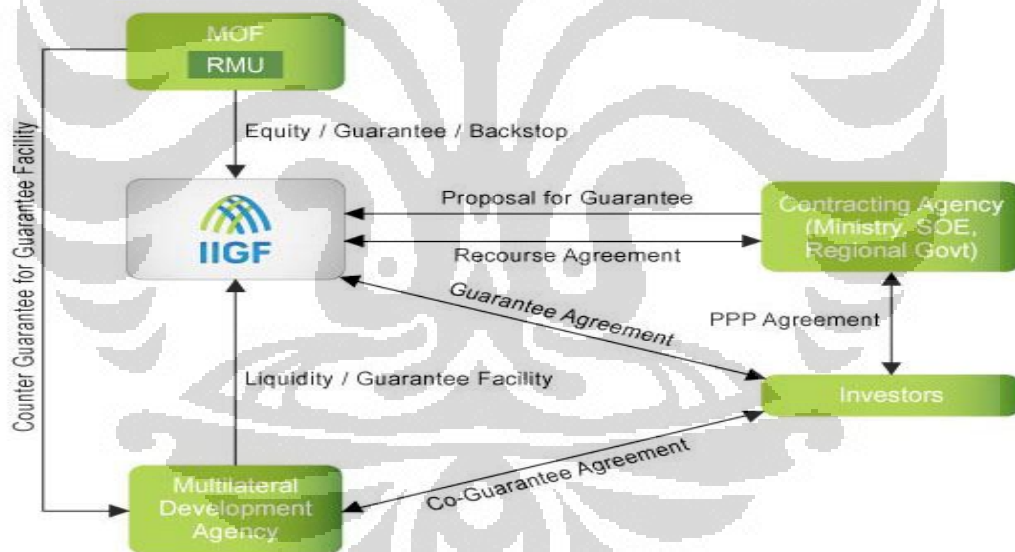 MOF
RMU
Equity / Guarantee / Backstop
Counter Guarantee for Guarantee Facility
IIGF
Proposal for Guarantee
Recourse Agreement
Contracting Agency
(Ministry, SOE,
Regional Govt)
Guarantee Agreement
PPP Agreement
Liquidity / Guarantee Facility
Investors
Co-Guarantee Agreement
Multilateral
Development
Agency